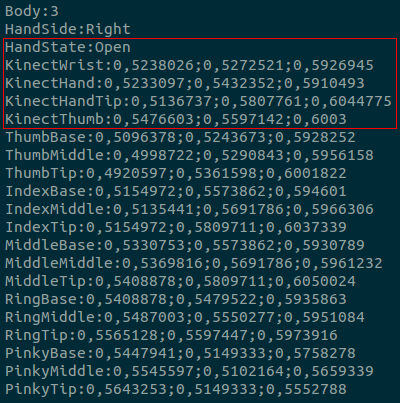 Body:3
HandSide:Right
HandState:Open
KinectWrist:0,5238026;0,5272521;0,5926945
KinectHand:0,5233097;0,5432352;0,5910493
KinectHandTip:0,5136737;0,5807761;0,6044775
KinectThumb:0,5476603;0,5597142;0,6003
ThumbBase:0,5096378;0,5243673;0,5928252
ThumbMiddle:0,4998722;0,5290843;0,5956158
ThumbTip:0,4920597;0,5361598;0,6001822
IndexBase:0,5154972;0,5573862;0,594601
IndexMiddle:0,5135441;0,5691786;0,5966306
IndexTip:0,5154972;0,5809711;0,6037339
MiddleBase:0,5330753;0,5573862;0,5930789
MiddleMiddle:0,5369816;0,5691786;0,5961232
MiddleTip:0,5408878;0,5809711;0,6050024
RingBase:0,5408878;0,5479522;0,5935863
RingMiddle:0,5487003;0,5550277;0,5951084
RingTip:0,5565128;0,5597447;0,5973916
PinkyBase:0,5447941;0,5149333;0,5758278
PinkyMiddle:0,5545597;0,5102164;0,5659339
PinkyTip:0,5643253;0,5149333;0,5552788